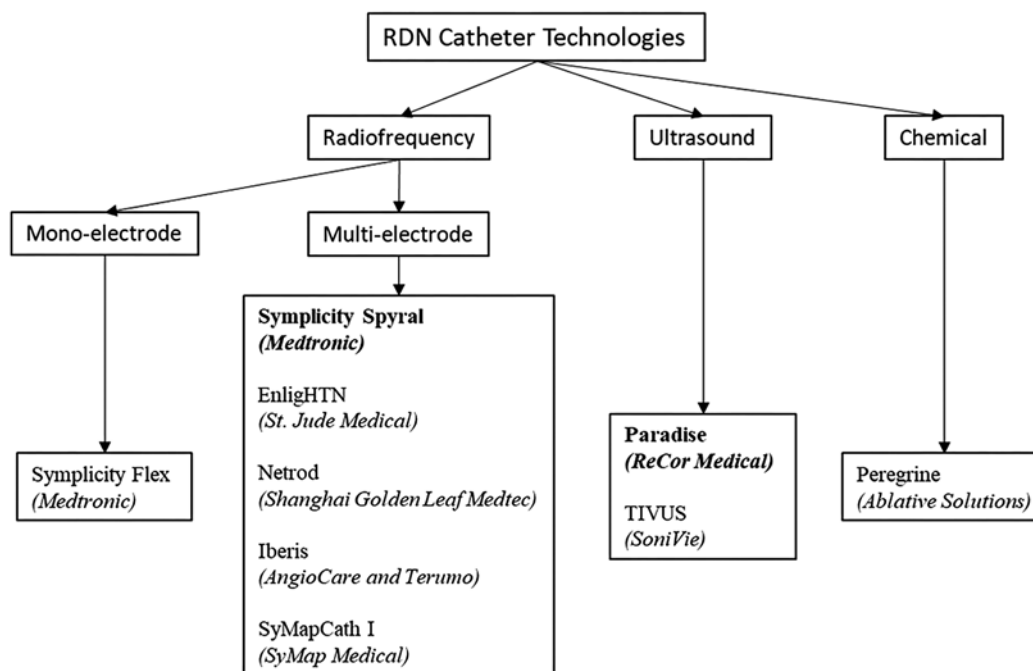 RDN Catheter Technologies
Radiofrequency
Ultrasound
Chemical
Mono-electrode
Multi-electrode
Symplicity Spyral
(Medtronic)
EnligHTN
(St. Jude Medical)
Netrod
(Shanghai Golden Leaf Medtec)
Iberis
(AngioCare and Terumo)
SyMapCath I
(SyMap Medical)
Symplicity Flex
(Medtronic)
Paradise
(ReCor Medical)
TIVUS
(SoniVie)
Peregrine
(Ablative Solutions)